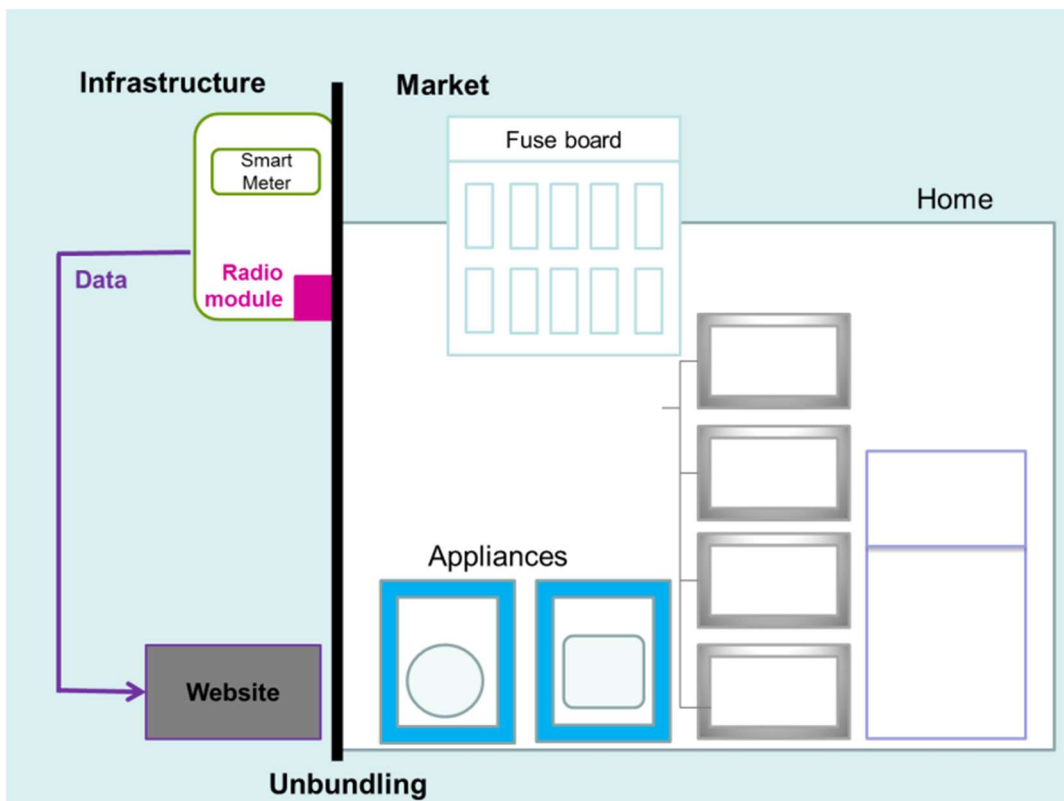 Infrastructure
Market
Fuse board
Smart
Meter
Home
Radio
module
Data
Appliances
Website
Unbundling